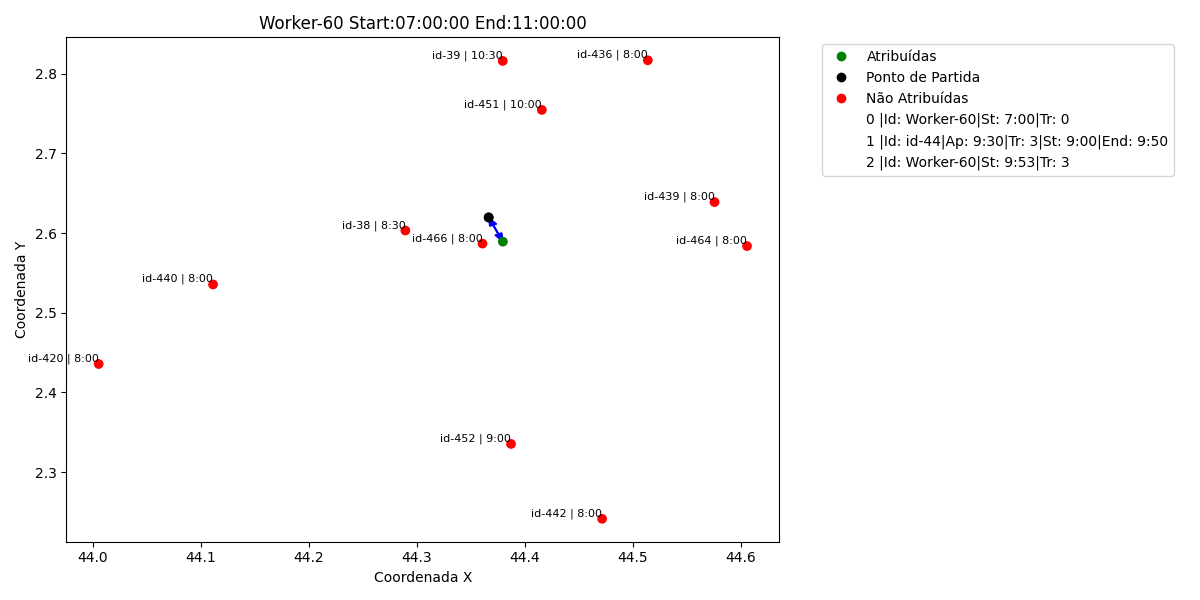 Worker-60 Start:07:00:00 End:11:00:00
id-39 | 10:30
id-436 | 8:00
id-451 | 10:00
id-439 | 8:00
id-38 | 8:30
id-466 | 8:00
id-464 | 8:00
id-440 | 8:00
id-420 | 8:00
id-452 | 9:00
id-442 | 8:00
2.8
2.7
2.6
2.5
2.4
2.3
Coordenada Y
44.0 44.1 44.2 44.3 44.4 44.5 44.6
Coordenada X
Atribuídas
Ponto de Partida
Não Atribuídas
0 |Id: Worker-60|St: 7:00|Tr: 0
1 |Id: id-44|Ap: 9:30|Tr: 3|St: 9:00|End: 9:50
2 |Id: Worker-60|St: 9:53|Tr: 3